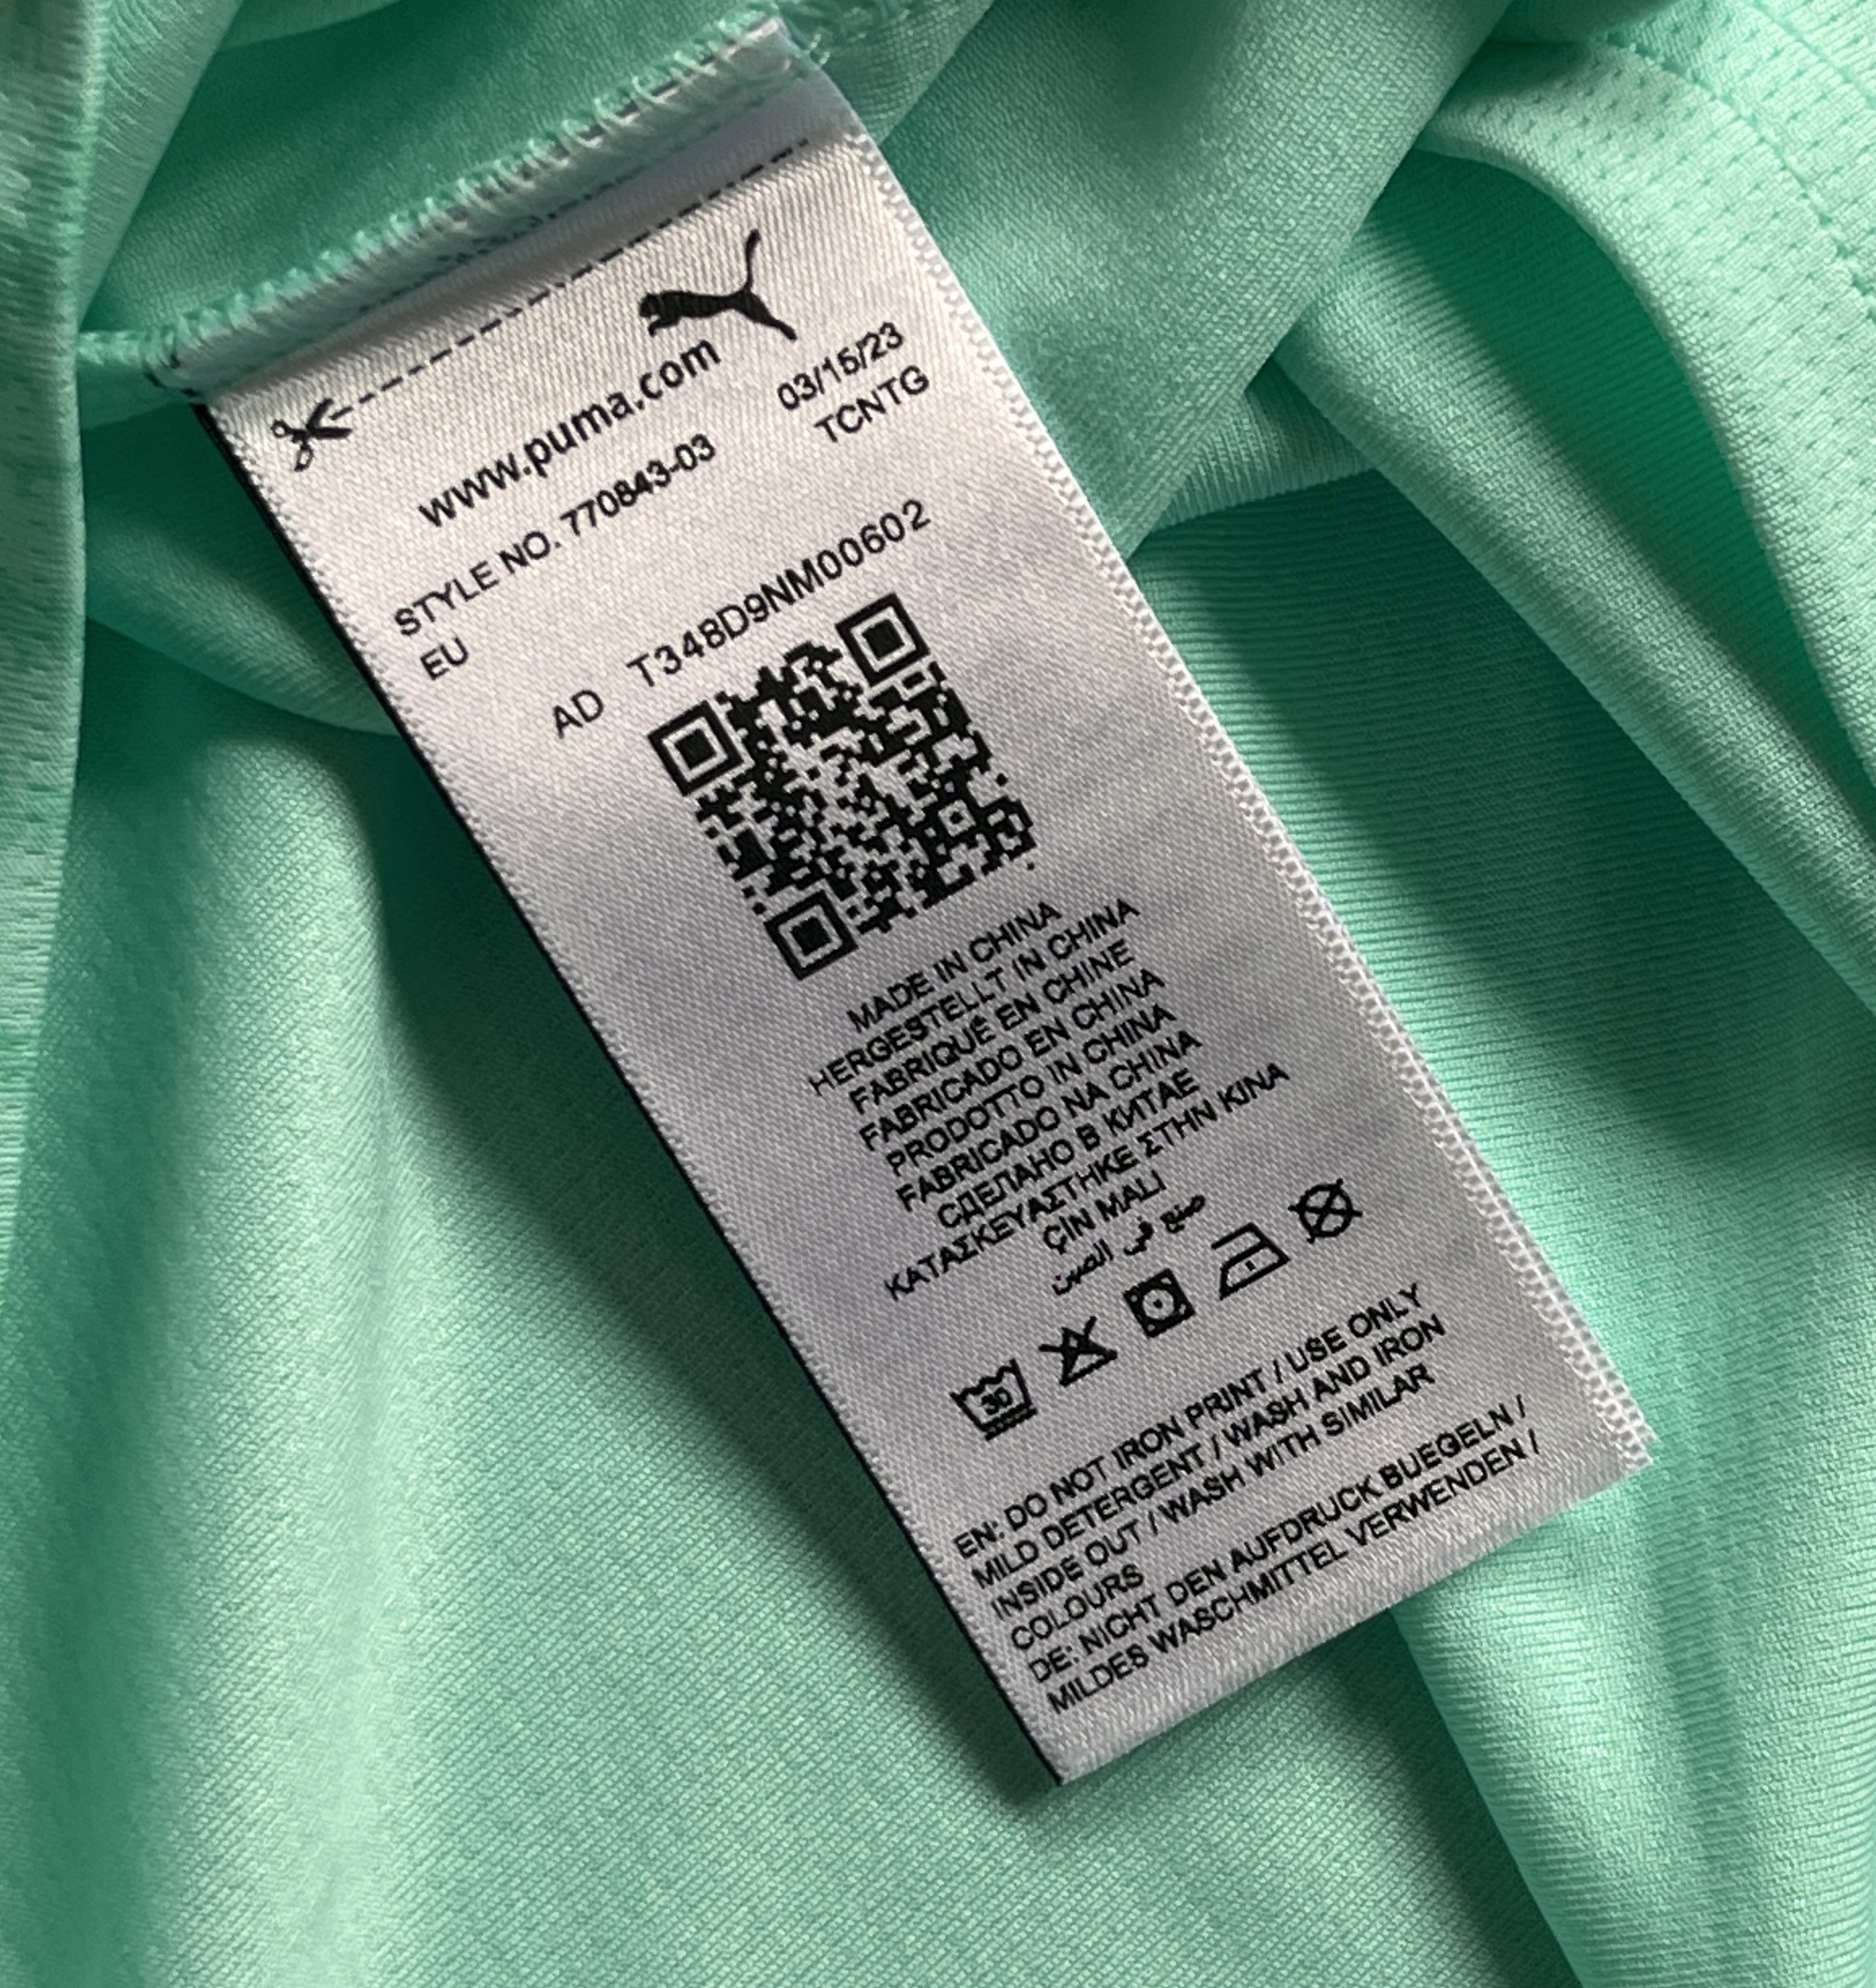 www.puma.com
STYLE NO. 770843-03 03/15/23
EU TCNTG
AD T348D9NM00602
MADE IN CHINA
HERGESTELLT IN CHINA
FABRIQUÉ EN CHINE
FABRICADO EN CHINA
PRODOTTO IN CHINA
FABRICADO NA CHINA
СДЕЛАНО В КИТАЕ
ΚΑΤΑΣΚΕΥΑΣΤΗΚΕ ΣΤΗΝ ΚΙΝΑ
ÇİN MALI
صنع في الصين
30
EN: DO NOT IRON PRINT / USE ONLY
MILD DETERGENT / WASH AND IRON
INSIDE OUT / WASH WITH SIMILAR
COLOURS
DE: NICHT DEN AUFDRUCK BUEGELN /
MILDES WASCHMITTEL VERWENDEN /